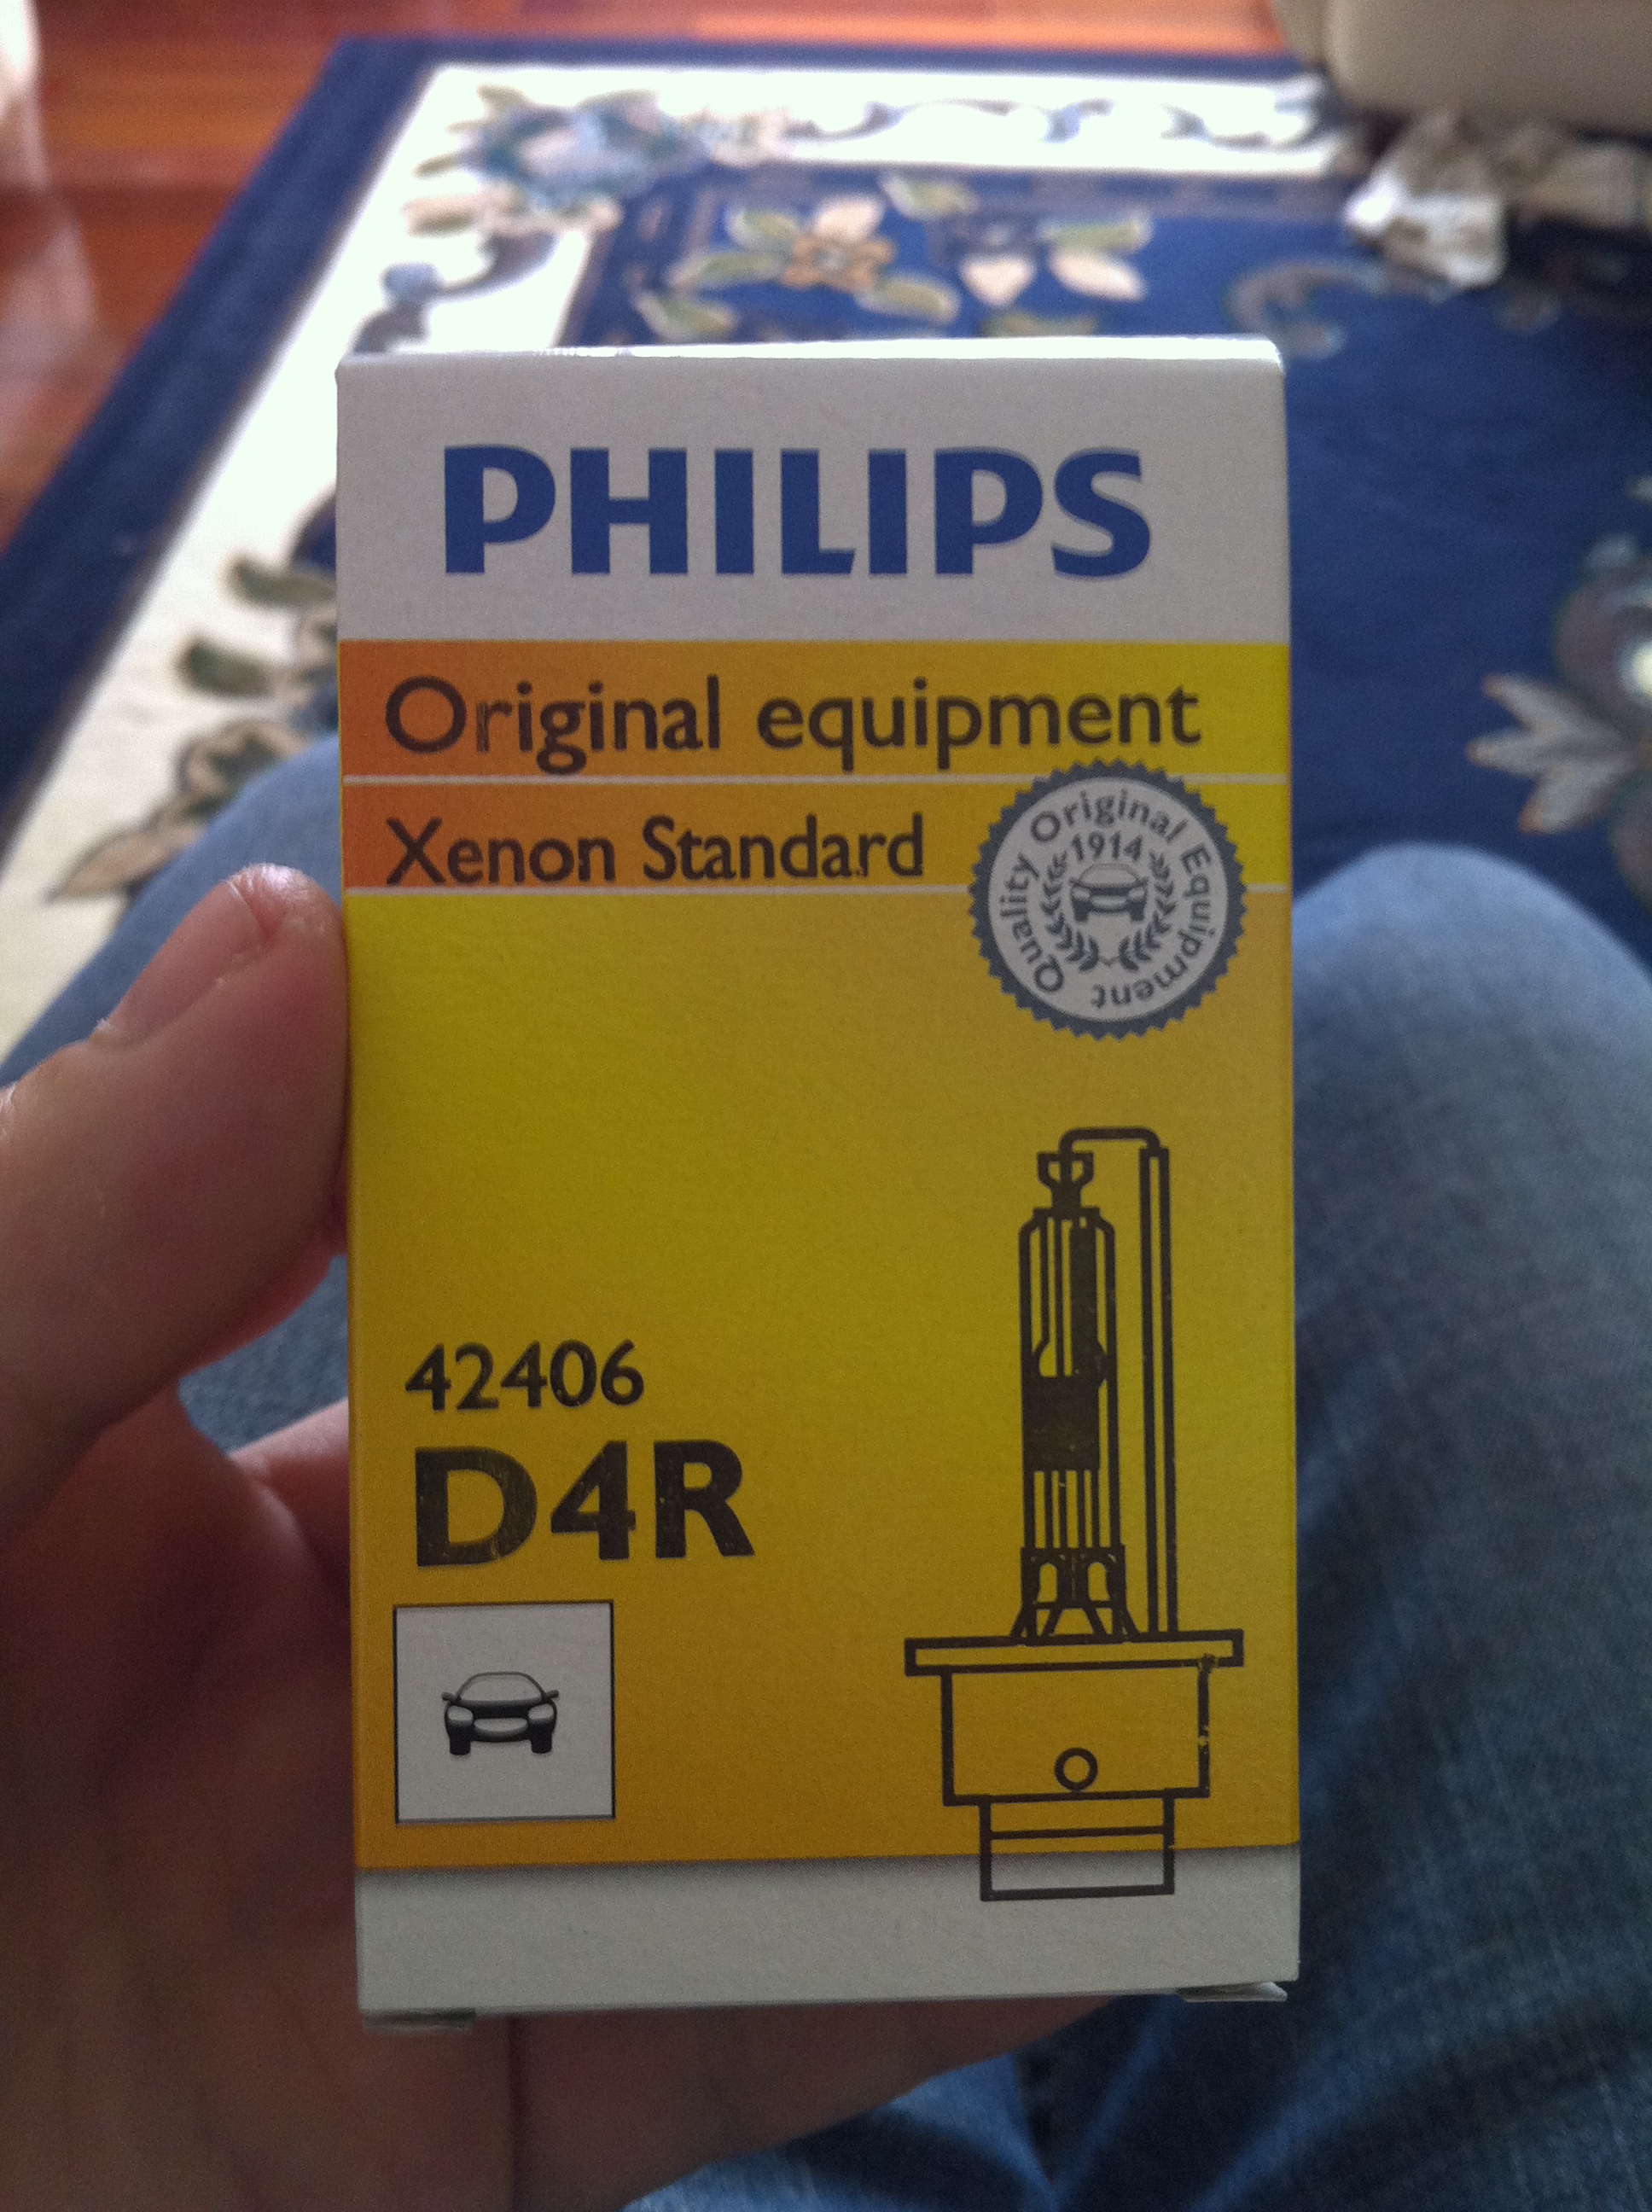 PHILIPS
Original equipment
Xenon Standard
Quality Original Equipment
1914
42406
D4R